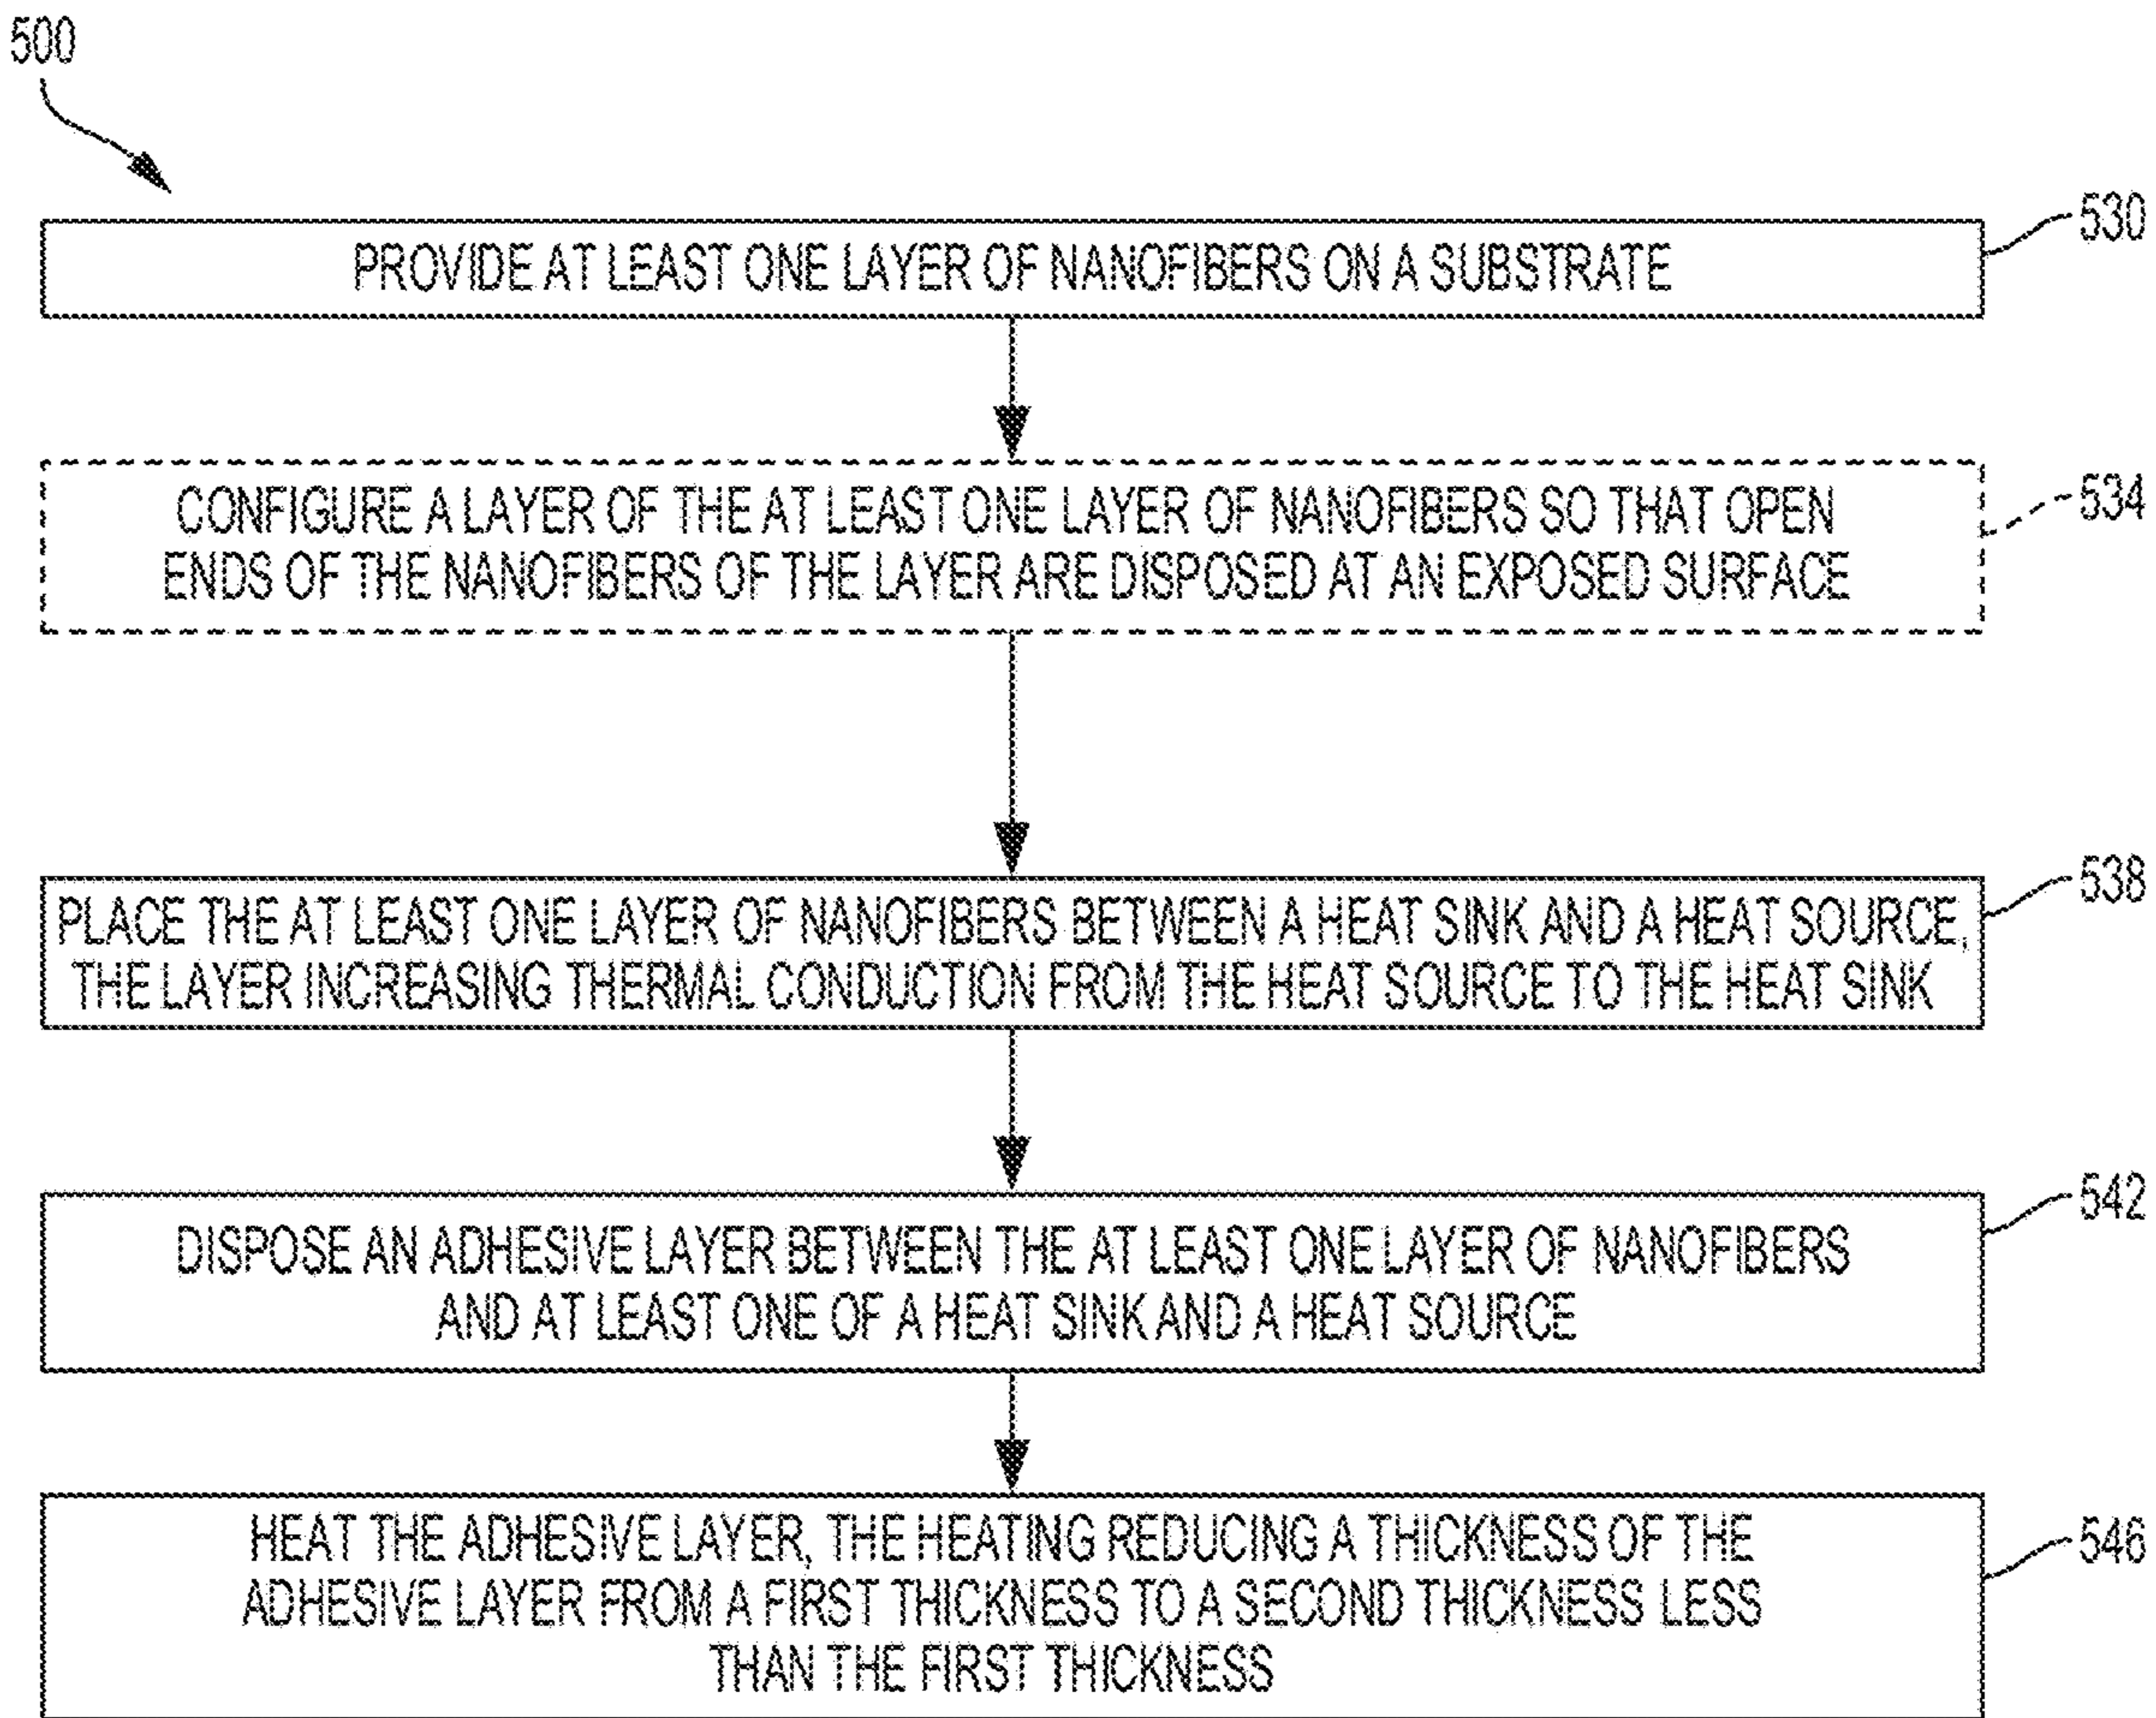 500
530
PROVIDE AT LEAST ONE LAYER OF NANOFIBERS ON A SUBSTRATE
534
CONFIGURE A LAYER OF THE AT LEAST ONE LAYER OF NANOFIBERS SO THAT OPEN
ENDS OF THE NANOFIBERS OF THE LAYER ARE DISPOSED AT AN EXPOSED SURFACE
538
PLACE THE AT LEAST ONE LAYER OF NANOFIBERS BETWEEN A HEAT SINK AND A HEAT SOURCE,
THE LAYER INCREASING THERMAL CONDUCTION FROM THE HEAT SOURCE TO THE HEAT SINK
542
DISPOSE AN ADHESIVE LAYER BETWEEN THE AT LEAST ONE LAYER OF NANOFIBERS
AND AT LEAST ONE OF A HEAT SINK AND A HEAT SOURCE
546
HEAT THE ADHESIVE LAYER, THE HEATING REDUCING A THICKNESS OF THE
ADHESIVE LAYER FROM A FIRST THICKNESS TO A SECOND THICKNESS LESS
THAN THE FIRST THICKNESS